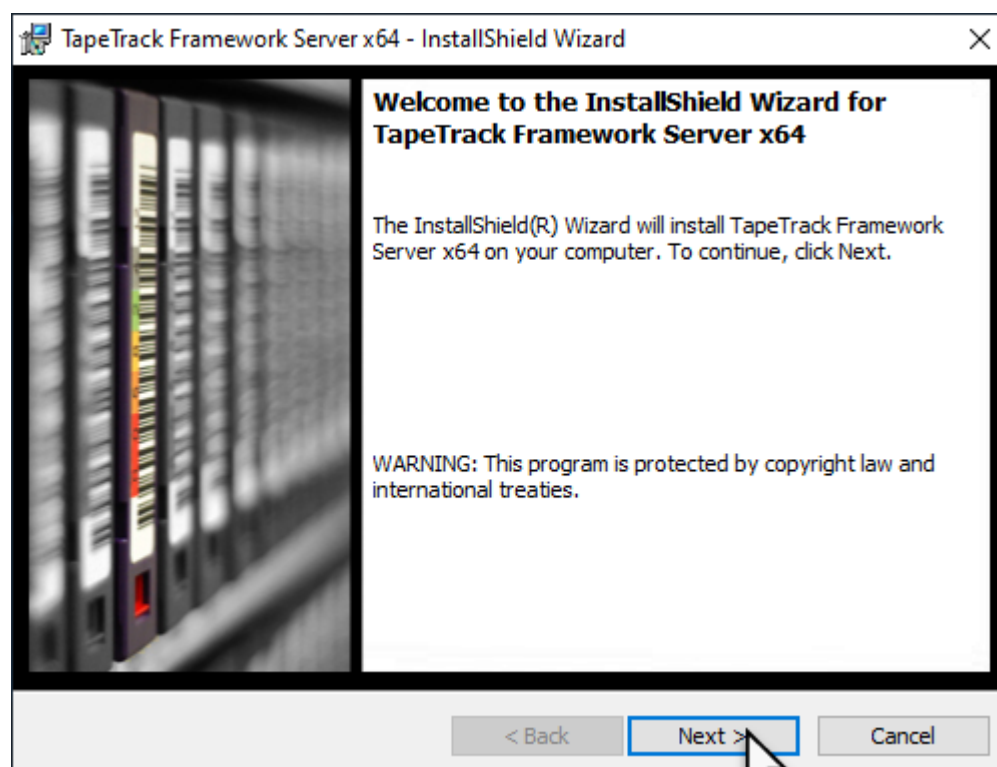 TapeTrack Framework Server x64 - InstallShield Wizard
Welcome to the InstallShield Wizard for
TapeTrack Framework Server x64
The InstallShield(R) Wizard will install TapeTrack Framework
Server x64 on your computer. To continue, click Next.
WARNING: This program is protected by copyright law and
international treaties.
< Back
Next >
Cancel